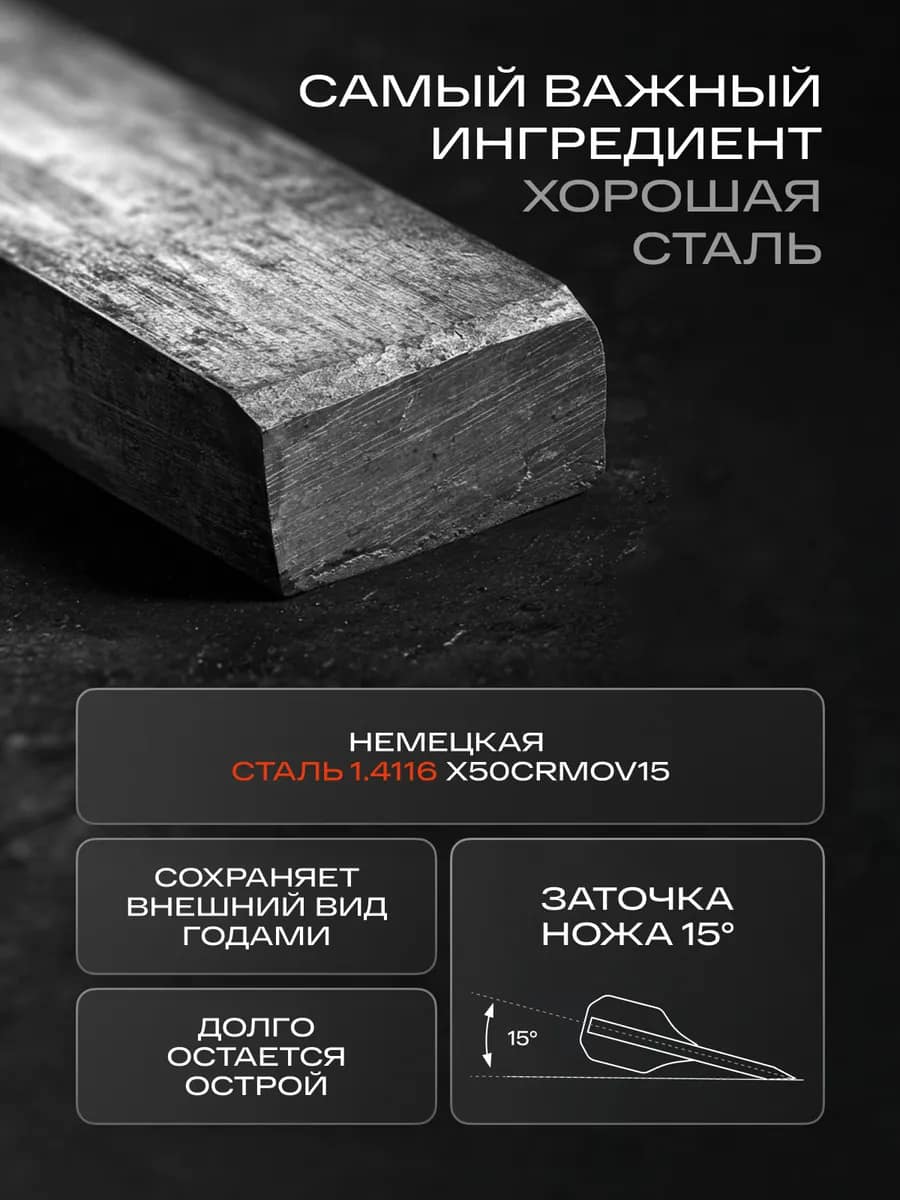 САМЫЙ ВАЖНЫЙ
ИНГРЕДИЕНТ
ХОРОШАЯ
СТАЛЬ
НЕМЕЦКАЯ
СТАЛЬ 1.4116 X50CRMOV15
СОХРАНЯЕТ
ВНЕШНИЙ ВИД
ГОДАМИ
ДОЛГО
ОСТАЕТСЯ
ОСТРОЙ
ЗАТОЧКА
НОЖА 15°
15°